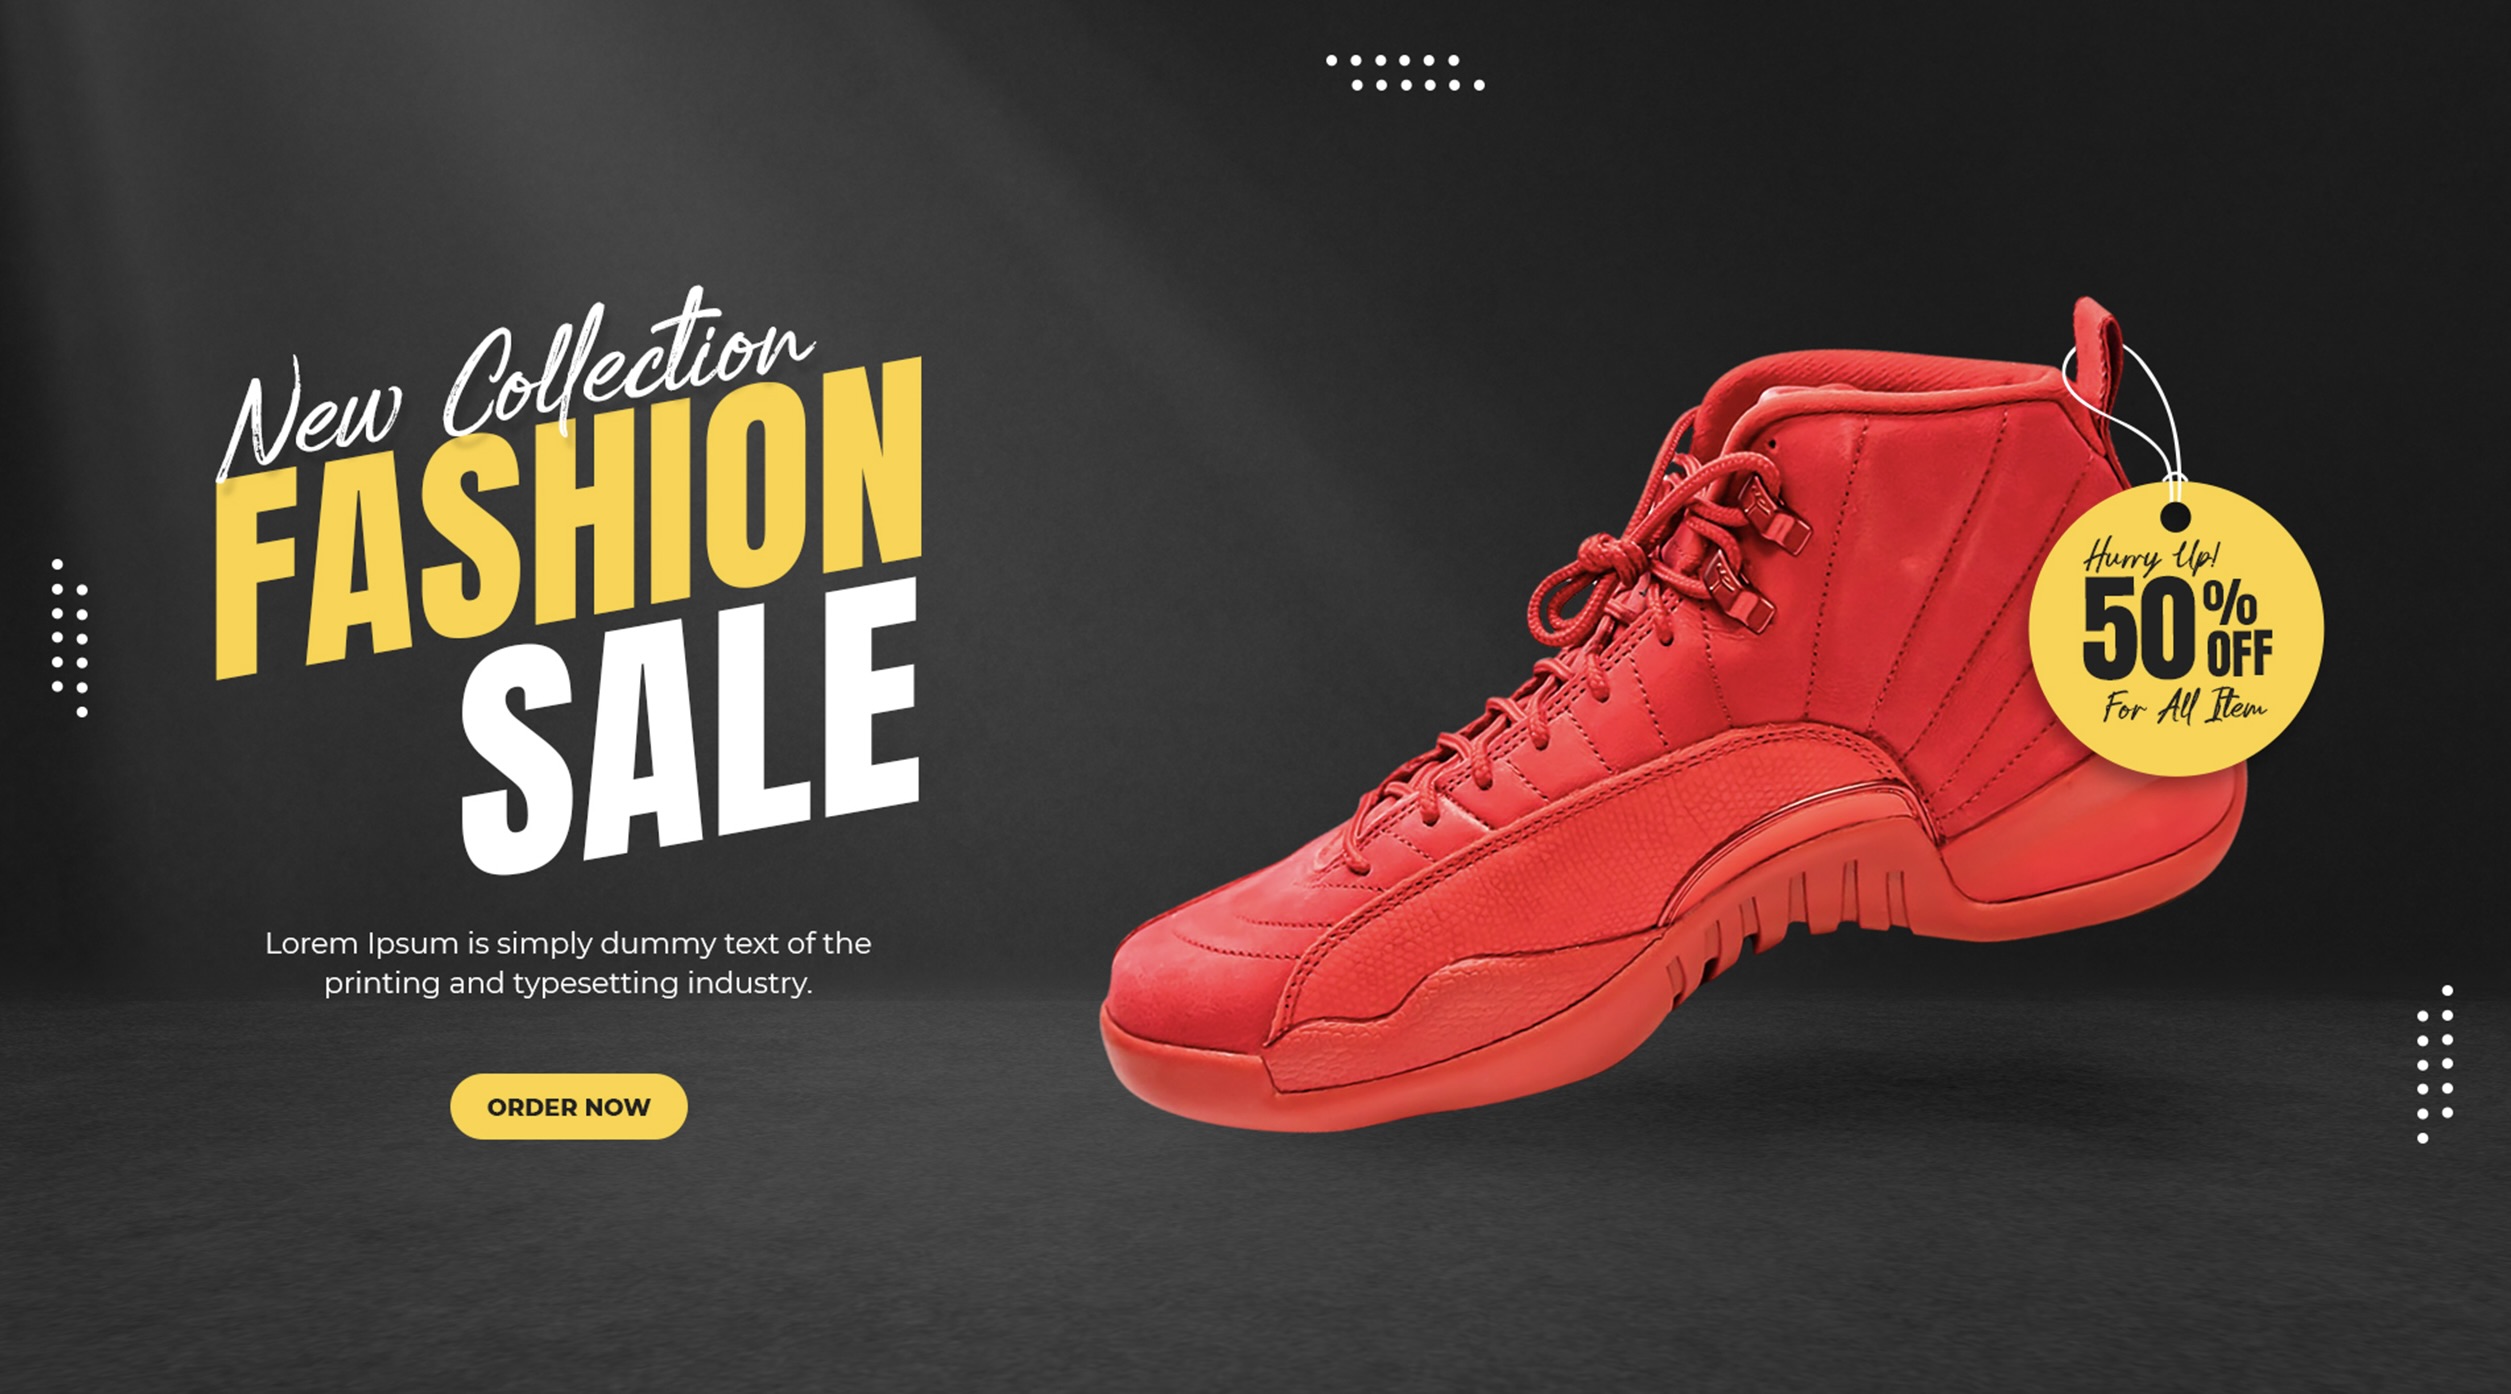 New Collection
FASHION
SALE
Lorem Ipsum is simply dummy text of the
printing and typesetting industry.
ORDER NOW
Hurry Up!
50% OFF
For All Item